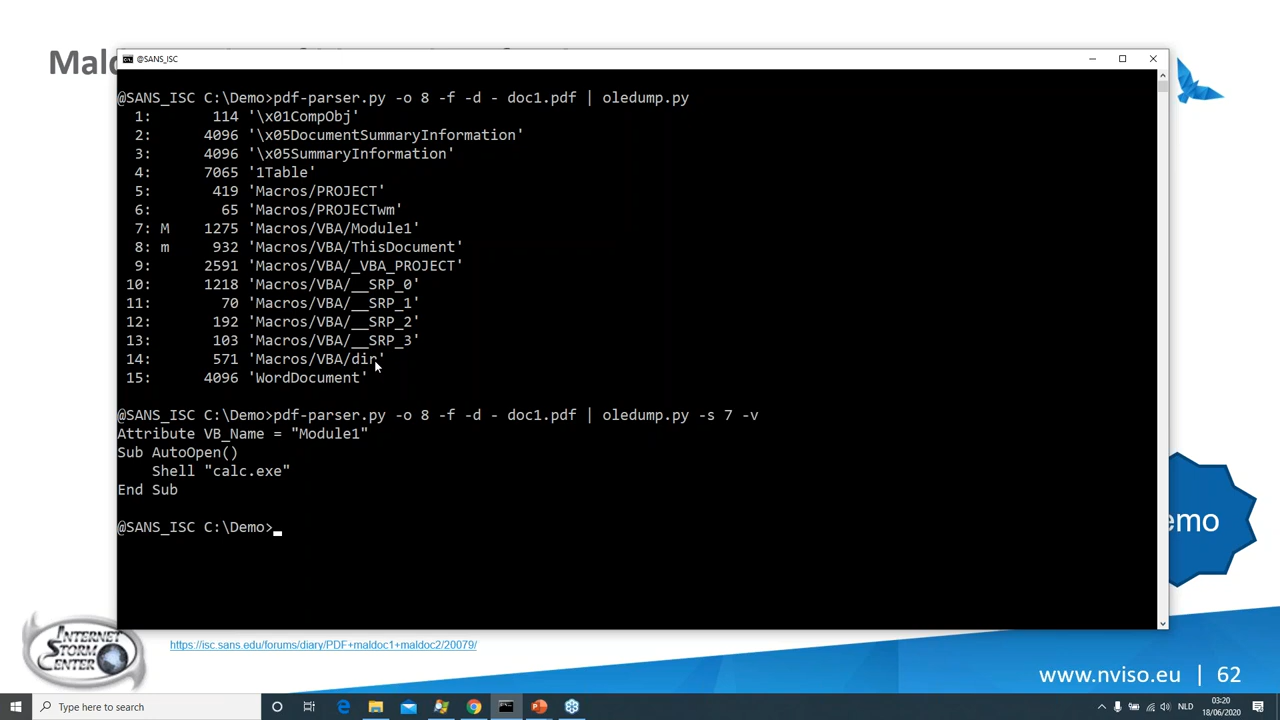 Malo
@SANS_ISC
@SANS_ISC C:\Demo>pdf-parser.py -o 8 -f -d - doc1.pdf | oledump.py
1: 114 '\x01CompObj'
2: 4096 '\x05DocumentSummaryInformation'
3: 4096 '\x05SummaryInformation'
4: 7065 '1Table'
5: 419 'Macros/PROJECT'
6: 65 'Macros/PROJECTwm'
7: M 1275 'Macros/VBA/Module1'
8: m 932 'Macros/VBA/ThisDocument'
9: 2591 'Macros/VBA/_VBA_PROJECT'
10: 1218 'Macros/VBA/__SRP_0'
11: 70 'Macros/VBA/__SRP_1'
12: 192 'Macros/VBA/__SRP_2'
13: 103 'Macros/VBA/__SRP_3'
14: 571 'Macros/VBA/dir'
15: 4096 'WordDocument'
@SANS_ISC C:\Demo>pdf-parser.py -o 8 -f -d - doc1.pdf | oledump.py -s 7 -v
Attribute VB_Name = "Module1"
Sub AutoOpen()
Shell "calc.exe"
End Sub
@SANS_ISC C:\Demo>
emo
INTERNET
STORM
CENTER
https://isc.sans.edu/forums/diary/PDF+maldoc1+maldoc2/20079/
www.nviso.eu | 62
Type here to search
NLD
03:20
18/06/2020